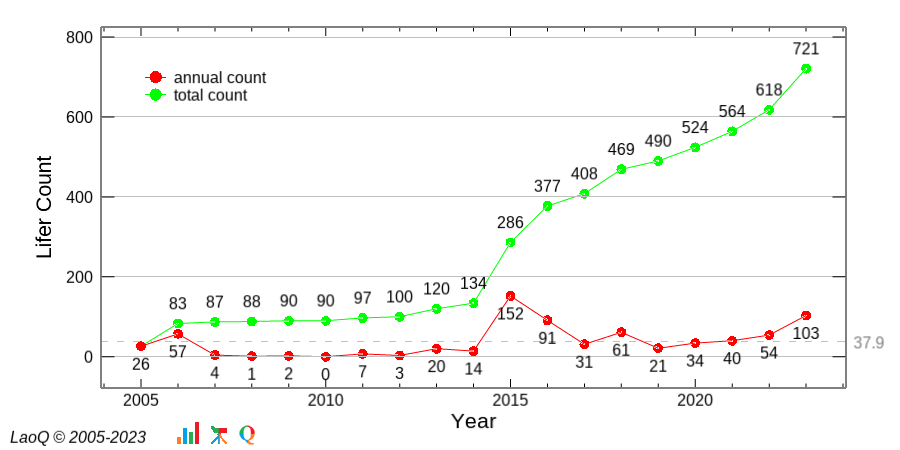 800
600
400
200
0
Lifer Count
annual count
total count
83 87 88 90 90 97 100 120 134 286 377 408 469 490 524 564 618 721
26 57 4 1 2 0 7 3 20 14 152 91 31 61 21 34 40 54 103
37.9
2005 2010 2015 2020
Year
LaoQ © 2005-2023
Q